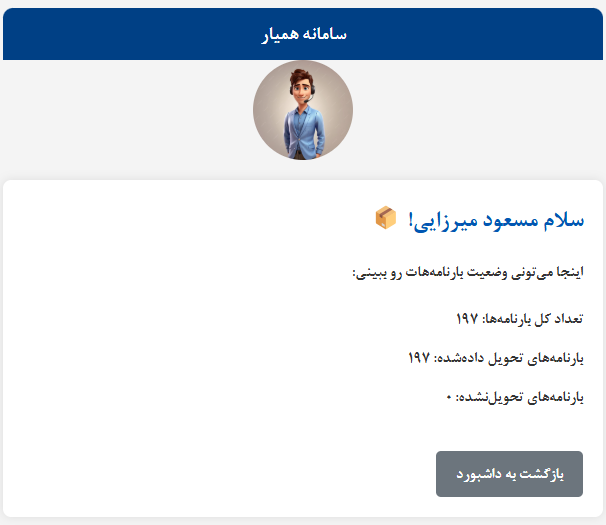 سامانه همیار
سلام مسعود میرزایی! 📦
اینجا می‌تونی وضعیت بارنامه‌هات رو ببینی:
تعداد کل بارنامه‌ها: ۱۹۷
بارنامه‌های تحویل داده‌شده: ۱۹۷
بارنامه‌های تحویل‌نشده: ۰
بازگشت به داشبورد